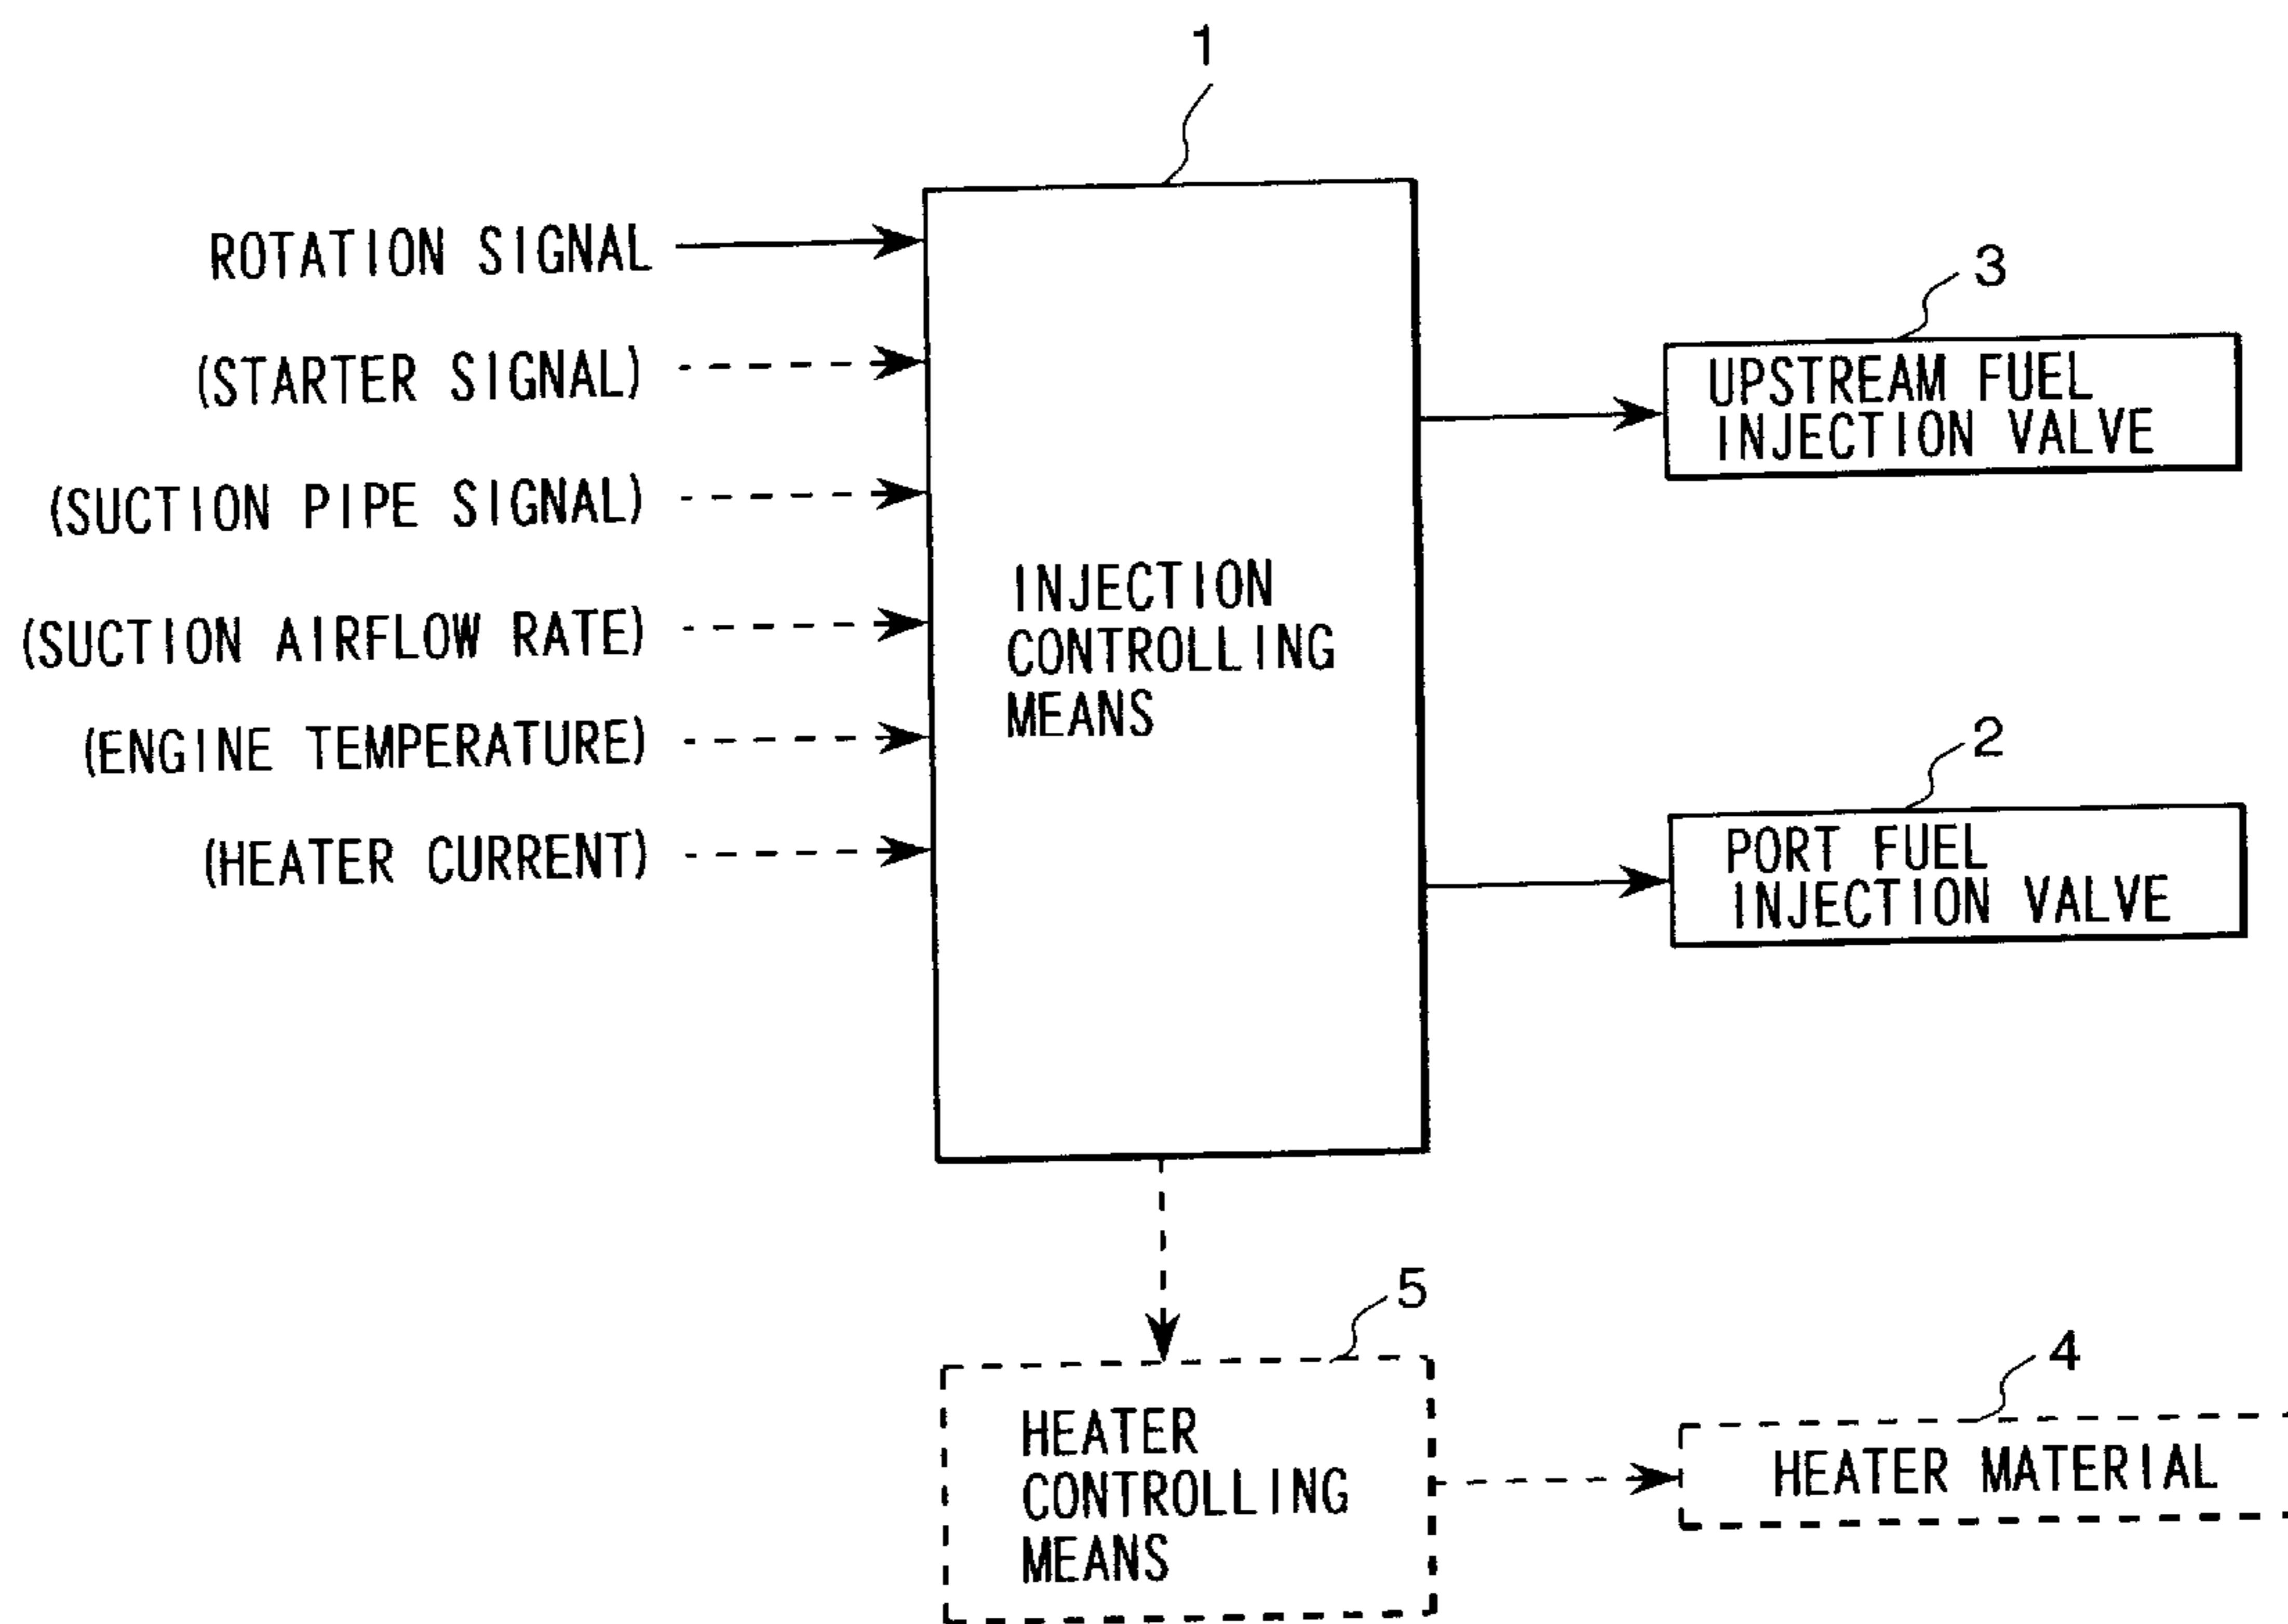 1
ROTATION SIGNAL
(STARTER SIGNAL)
(SUCTION PIPE SIGNAL)
(SUCTION AIRFLOW RATE)
(ENGINE TEMPERATURE)
(HEATER CURRENT)
INJECTION
CONTROLLING
MEANS
3
UPSTREAM FUEL
INJECTION VALVE
2
PORT FUEL
INJECTION VALVE
5
HEATER
CONTROLLING
MEANS
4
HEATER MATERIAL